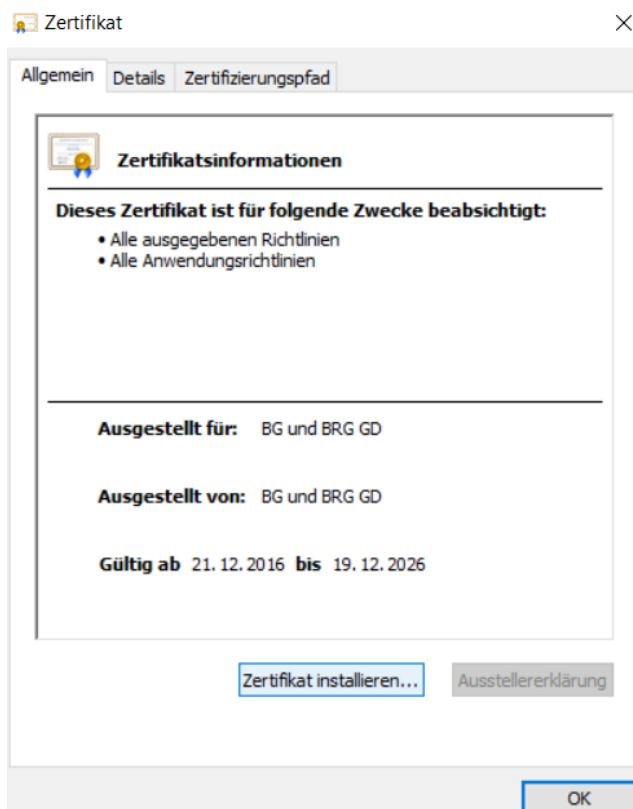 Zertifikat
Allgemein Details Zertifizierungspfad
Zertifikatsinformationen
Dieses Zertifikat ist für folgende Zwecke beabsichtigt:
• Alle ausgegebenen Richtlinien
• Alle Anwendungsrichtlinien
Ausgestellt für: BG und BRG GD
Ausgestellt von: BG und BRG GD
Gültig ab 21.12.2016 bis 19.12.2026
Zertifikat installieren... Ausstellererklärung
OK